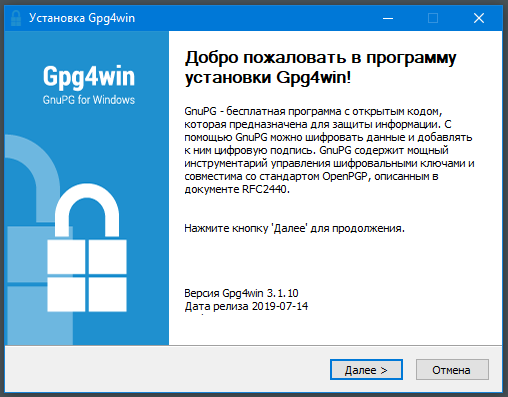 Установка Gpg4win
Gpg4win
GnuPG for Windows
Добро пожаловать в программу
установки Gpg4win!
GnuPG - бесплатная программа с открытым кодом,
которая предназначена для защиты информации. С
помощью GnuPG можно шифровать данные и добавлять
к ним цифровую подпись. GnuPG содержит мощный
инструментарий управления шифровальными ключами и
совместима со стандартом OpenPGP, описанным в
документе RFC2440.
Нажмите кнопку 'Далее' для продолжения.
Версия Gpg4win 3.1.10
Дата релиза 2019-07-14
Далее >
Отмена